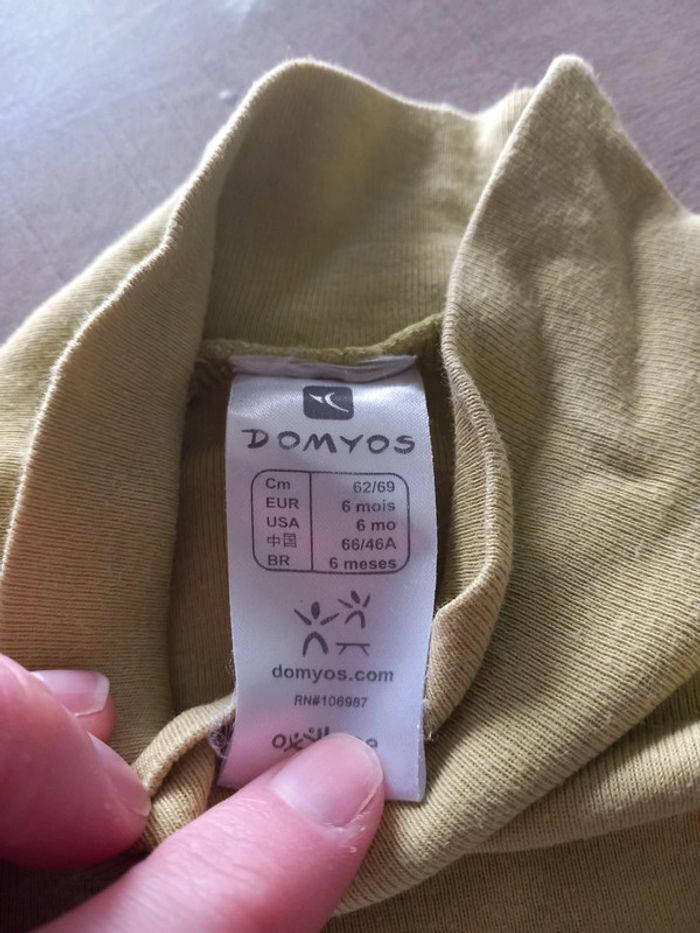 DOMYOS
Cm 62/69
EUR 6 mois
USA 6 mo
中国 66/46A
BR 6 meses
domyos.com
RN#106987